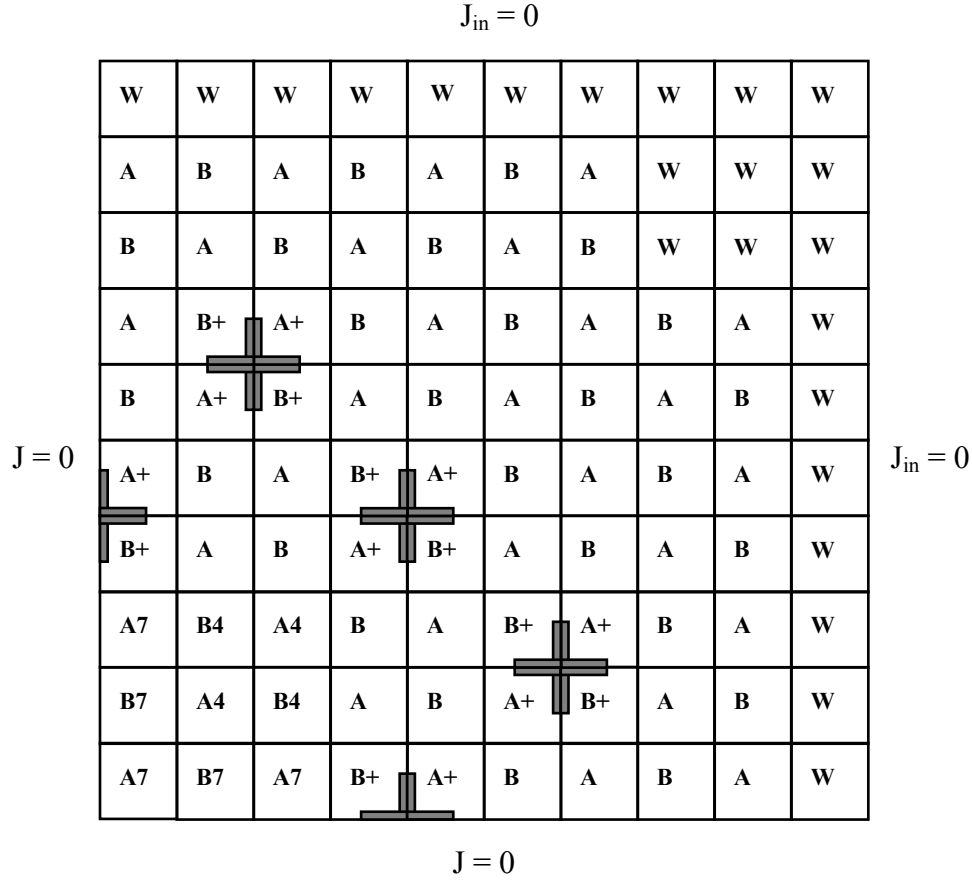 J_in = 0
W W W W W W W W W W
A B A B A B A W W W
B A B A B A B W W W
A B+ A+ B A B A B A W
B A+ B+ A B A B A B W
J = 0
J_in = 0
A+ B A B+ A+ B A B A W
B+ A B A+ B+ A B A B W
A7 B4 A4 B A B+ A+ B A W
B7 A4 B4 A B A+ B+ A B W
A7 B7 A7 B+ A+ B A B A W
J = 0